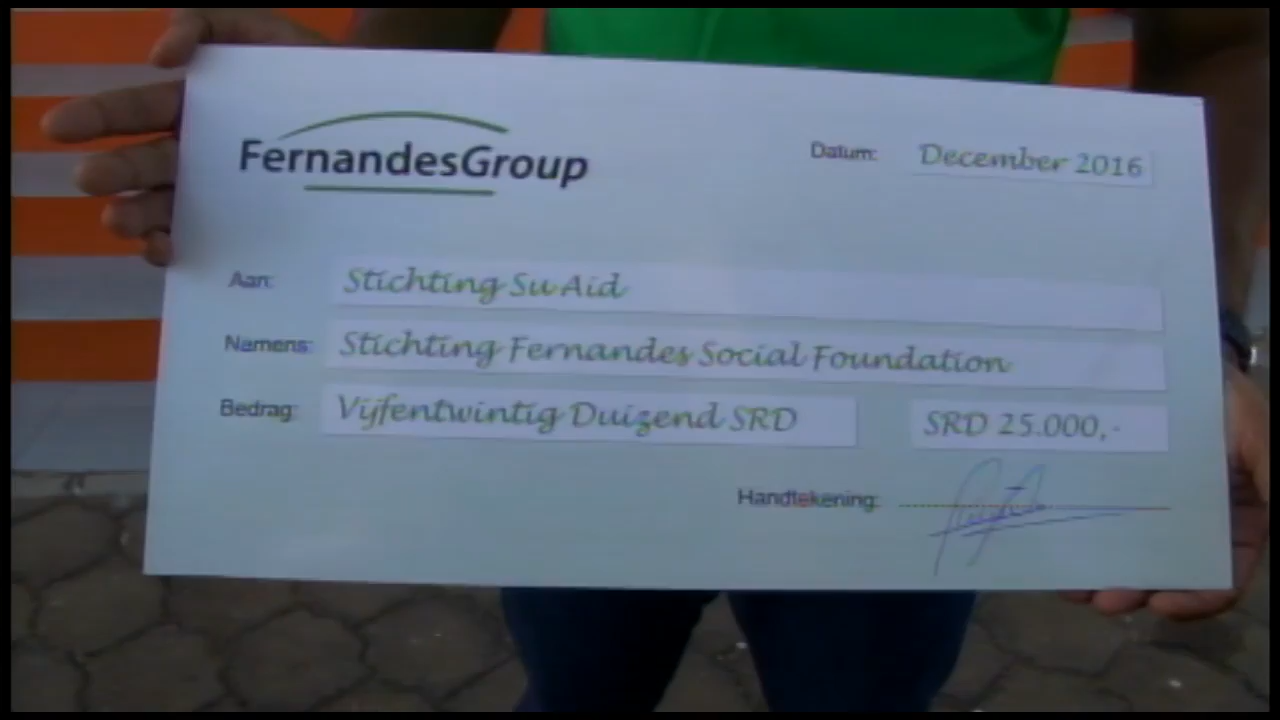 FernandesGroup
Datum: December 2016
Aan: Stichting Su Aid
Namens: Stichting Fernandes Social Foundation
Bedrag: Vijfentwintig Duizend SRD SRD 25.000,-
Handtekening: